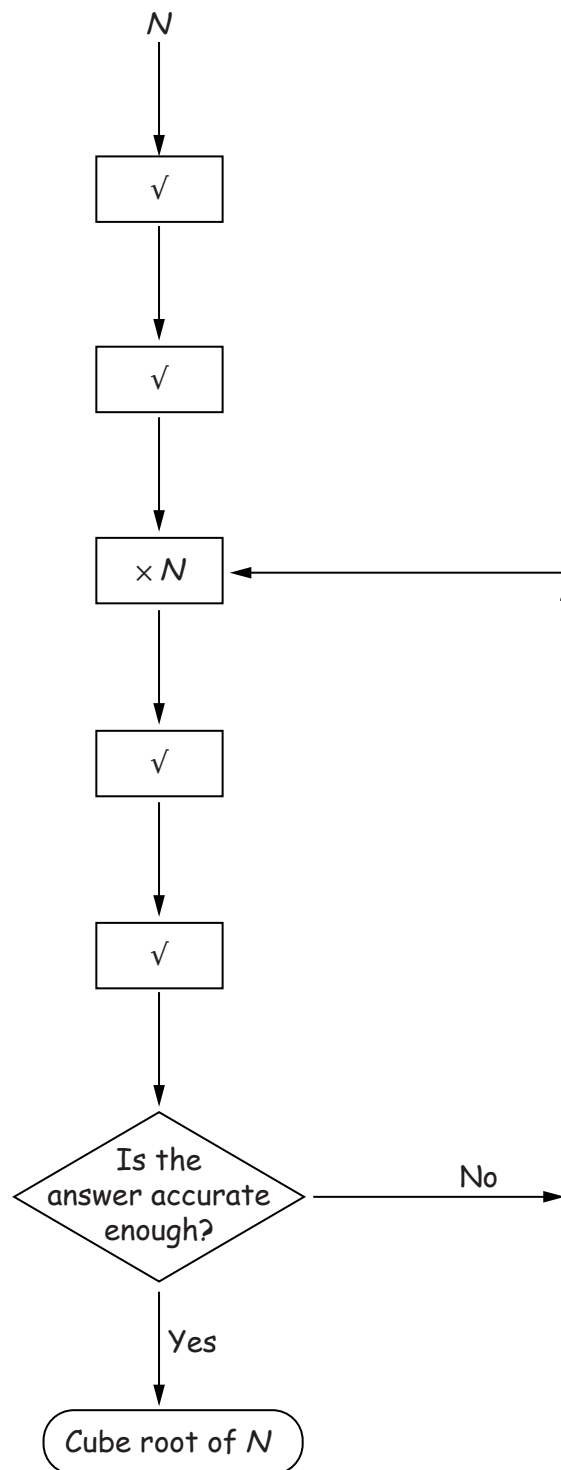 N
√
√
× N
√
√
Is the
answer accurate
enough?
No
Yes
Cube root of N